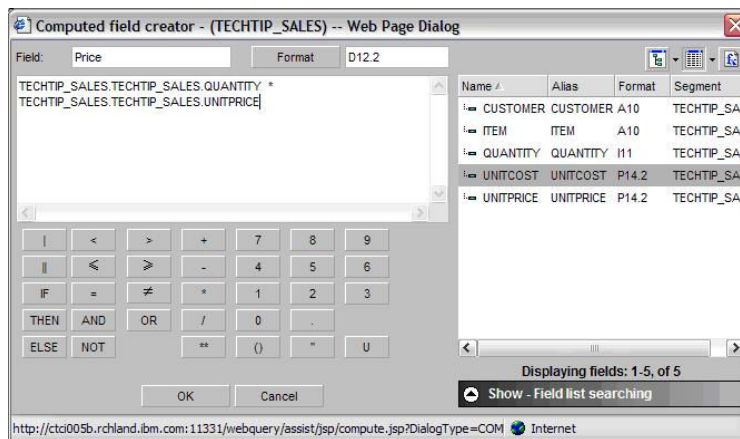 Computed field creator - (TECHTIP_SALES) -- Web Page Dialog
Field: Price Format D12.2
TECHTIP_SALES.TECHTIP_SALES.QUANTITY *
TECHTIP_SALES.TECHTIP_SALES.UNITPRICE
Name Alias Format Segment
CUSTOMER CUSTOMER A10 TECHTIP_SA
ITEM ITEM A10 TECHTIP_SA
QUANTITY QUANTITY I11 TECHTIP_SA
UNITCOST UNITCOST P14.2 TECHTIP_SA
UNITPRICE UNITPRICE P14.2 TECHTIP_SA
| < > + 7 8 9
|| ≤ ≥ - 4 5 6
IF = ≠ * 1 2 3
THEN AND OR / 0 .
ELSE NOT ** () " U
OK Cancel
Displaying fields: 1-5, of 5
Show - Field list searching
http://ctci005b.rchland.ibm.com:11331/webquery/assist/jsp/compute.jsp?DialogType=COM Internet